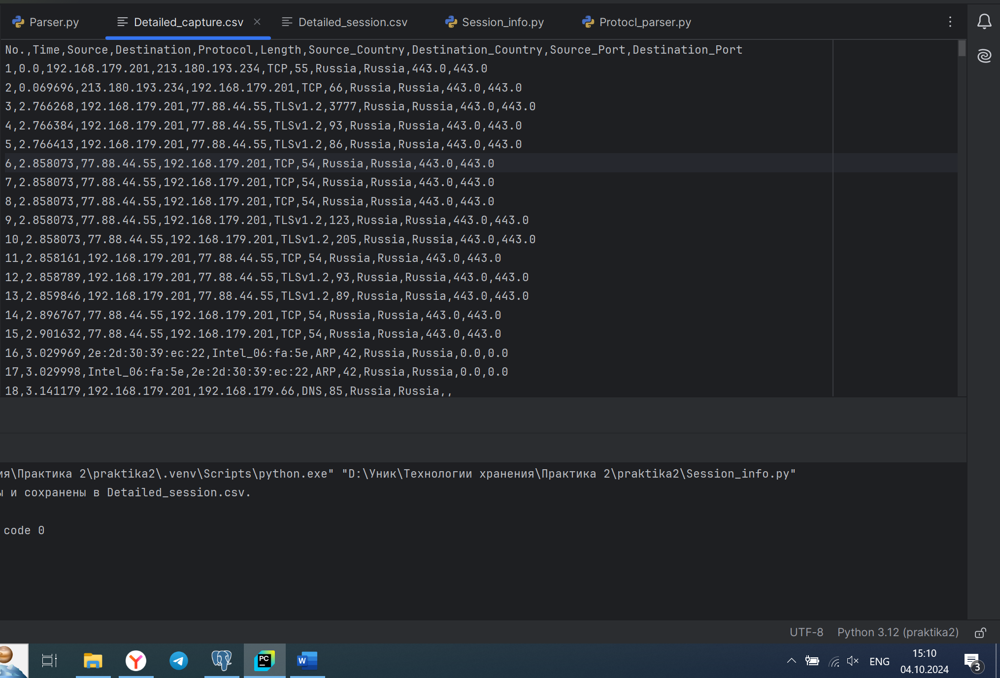 Parser.py Detailed_capture.csv Detailed_session.csv Session_info.py Protocl_parser.py
No.,Time,Source,Destination,Protocol,Length,Source_Country,Destination_Country,Source_Port,Destination_Port
1,0.0,192.168.179.201,213.180.193.234,TCP,55,Russia,Russia,443.0,443.0
2,0.069696,213.180.193.234,192.168.179.201,TCP,66,Russia,Russia,443.0,443.0
3,2.766268,192.168.179.201,77.88.44.55,TLSv1.2,3777,Russia,Russia,443.0,443.0
4,2.766384,192.168.179.201,77.88.44.55,TLSv1.2,93,Russia,Russia,443.0,443.0
5,2.766413,192.168.179.201,77.88.44.55,TLSv1.2,86,Russia,Russia,443.0,443.0
6,2.858073,77.88.44.55,192.168.179.201,TCP,54,Russia,Russia,443.0,443.0
7,2.858073,77.88.44.55,192.168.179.201,TCP,54,Russia,Russia,443.0,443.0
8,2.858073,77.88.44.55,192.168.179.201,TCP,54,Russia,Russia,443.0,443.0
9,2.858073,77.88.44.55,192.168.179.201,TLSv1.2,123,Russia,Russia,443.0,443.0
10,2.858073,77.88.44.55,192.168.179.201,TLSv1.2,205,Russia,Russia,443.0,443.0
11,2.858161,192.168.179.201,77.88.44.55,TCP,54,Russia,Russia,443.0,443.0
12,2.858789,192.168.179.201,77.88.44.55,TLSv1.2,93,Russia,Russia,443.0,443.0
13,2.859846,192.168.179.201,77.88.44.55,TLSv1.2,89,Russia,Russia,443.0,443.0
14,2.896767,77.88.44.55,192.168.179.201,TCP,54,Russia,Russia,443.0,443.0
15,2.901632,77.88.44.55,192.168.179.201,TCP,54,Russia,Russia,443.0,443.0
16,3.029969,2e:2d:30:39:ec:22,Intel_06:fa:5e,ARP,42,Russia,Russia,0.0,0.0
17,3.029998,Intel_06:fa:5e,2e:2d:30:39:ec:22,ARP,42,Russia,Russia,0.0,0.0
18,3.141179,192.168.179.201,192.168.179.66,DNS,85,Russia,Russia,,
ия\Практика 2\praktika2\.venv\Scripts\python.exe" "D:\Уник\Технологии хранения\Практика 2\praktika2\Session_info.py"
ы и сохранены в Detailed_session.csv.
code 0
UTF-8 Python 3.12 (praktika2)
PC
W
ENG
15:10
04.10.2024
3